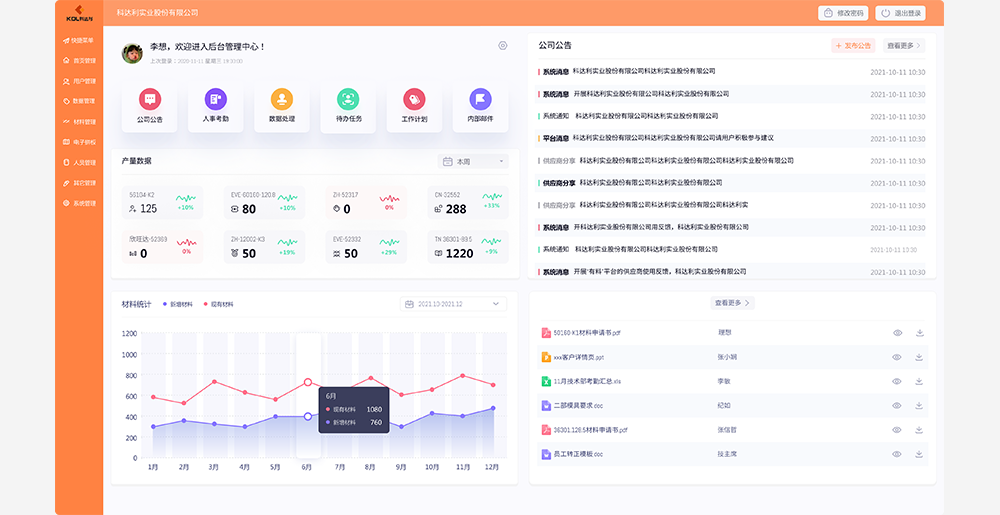 KDL科达利
科达利实业股份有限公司
修改密码
退出登录
快捷菜单
首页管理
用户管理
数据管理
材料管理
电子拼板
人员管理
其它管理
系统管理
李想，欢迎进入后台管理中心！
上次登录：2020-11-11 星期三 19:30:00
公司公告
人事考勤
数据处理
待办任务
工作计划
内部邮件
产量数据
本周
55104-K2
125
+10%
EVE-60160-120.8
80
+10%
ZH-52317
0
0%
CN 02552
288
+33%
欣旺达-52303
0
0%
ZH-12002-K3
50
+19%
EVE-52332
50
+29%
TN 36301-89.5
1220
+9%
公司公告
+ 发布公告
查看更多
系统消息 科达利实业股份有限公司科达利实业股份有限公司
2021-10-11 10:30
系统消息 开展科达利实业股份有限公司科达利实业股份有限公司
2021-10-11 10:30
系统通知 科达利实业股份有限公司科达利实业股份有限公司
2021-10-11 10:30
平台消息 科达利实业股份有限公司科达利实业股份有限公司请用户积极参与建议
2021-10-11 10:30
供应商分享 科达利实业股份有限公司科达利实业股份有限公司科达利实业股份有限公司
2021-10-11 10:30
供应商分享 科达利实业股份有限公司科达利实业股份有限公司
2021-10-11 10:30
供应商分享 科达利实业股份有限公司科达利实业股份有限公司科达利实
2021-10-11 10:30
系统消息 开科达利实业股份有限公司用反馈，科达利实业股份有限公司
2021-10-11 10:30
系统通知 科达利实业股份有限公司科达利实业股份有限公司
2021-10-11 10:30
系统消息 开展‘有料’平台的供应商使用反馈，科达利实业股份有限公司
2021-10-11 10:30
材料统计
新增材料
现有材料
2021.10-2021.12
1200
1000
800
600
400
200
0
1月
2月
3月
4月
5月
6月
7月
8月
9月
10月
11月
12月
6月
现有材料 1080
新增材料 760
查看更多
50160-K3材料申请书.pdf
理想
xxx客户详情页.ppt
张小娴
11月技术部考勤汇总.xls
李敏
二部模具要求.doc
纪如
36301.128.5材料申请书.pdf
张信哲
员工转正模板.doc
技主席